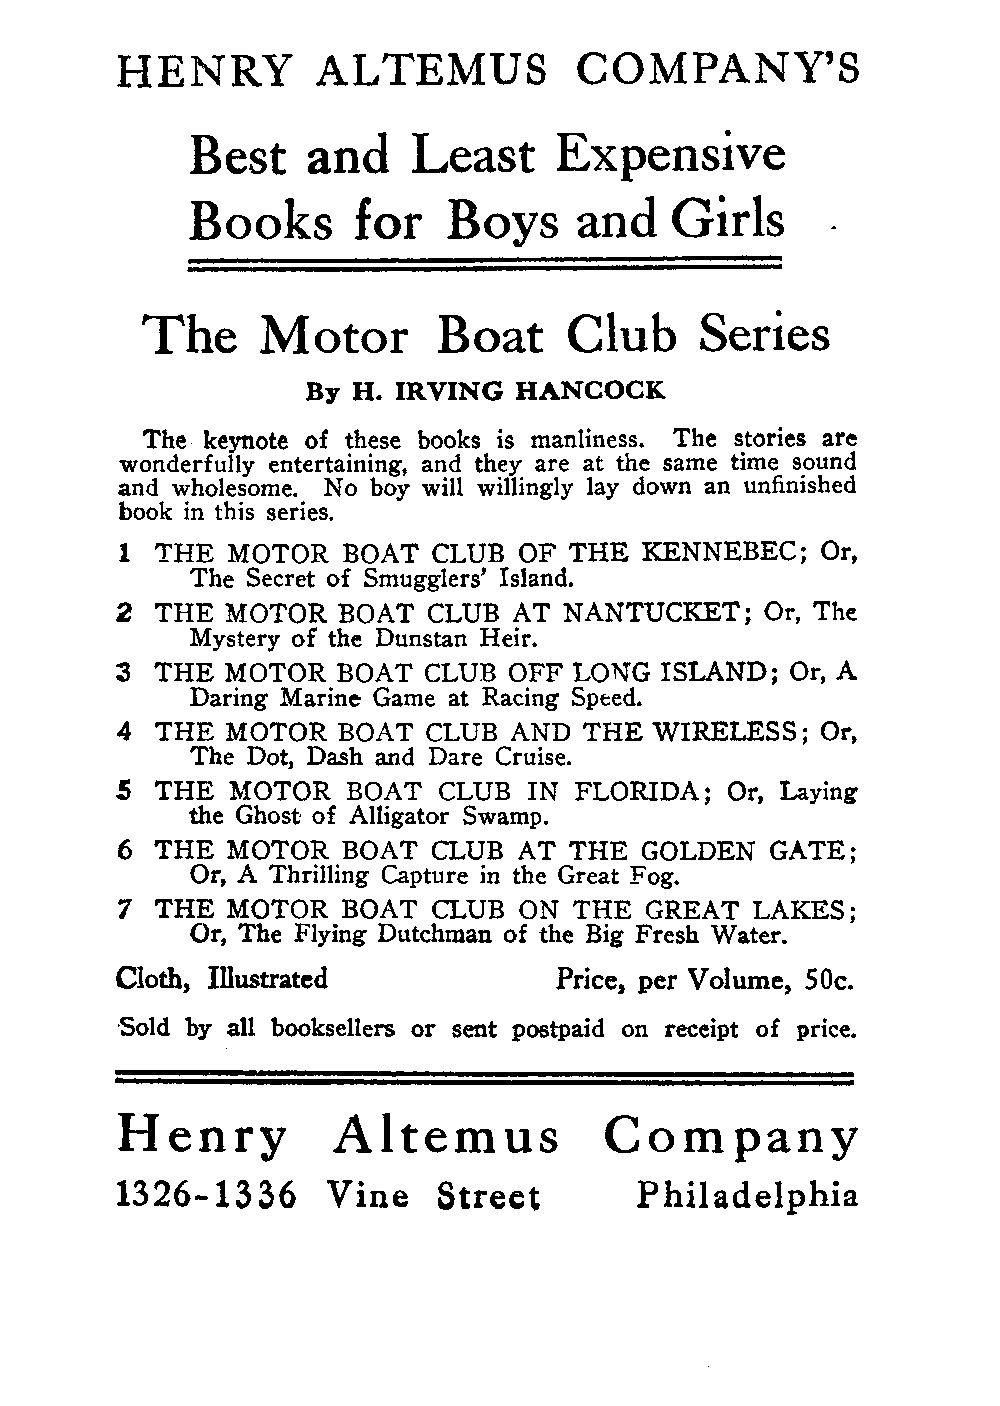 HENRY ALTEMUS COMPANY'S
Best and Least Expensive
Books for Boys and Girls
The Motor Boat Club Series
By H. IRVING HANCOCK
The keynote of these books is manliness. The stories are
wonderfully entertaining, and they are at the same time sound
and wholesome. No boy will willingly lay down an unfinished
book in this series.
1 THE MOTOR BOAT CLUB OF THE KENNEBEC; Or,
The Secret of Smugglers' Island.
2 THE MOTOR BOAT CLUB AT NANTUCKET; Or, The
Mystery of the Dunstan Heir.
3 THE MOTOR BOAT CLUB OFF LONG ISLAND; Or, A
Daring Marine Game at Racing Speed.
4 THE MOTOR BOAT CLUB AND THE WIRELESS; Or,
The Dot, Dash and Dare Cruise.
5 THE MOTOR BOAT CLUB IN FLORIDA; Or, Laying
the Ghost of Alligator Swamp.
6 THE MOTOR BOAT CLUB AT THE GOLDEN GATE;
Or, A Thrilling Capture in the Great Fog.
7 THE MOTOR BOAT CLUB ON THE GREAT LAKES;
Or, The Flying Dutchman of the Big Fresh Water.
Cloth, Illustrated Price, per Volume, 50c.
Sold by all booksellers or sent postpaid on receipt of price.
Henry Altemus Company
1326-1336 Vine Street Philadelphia